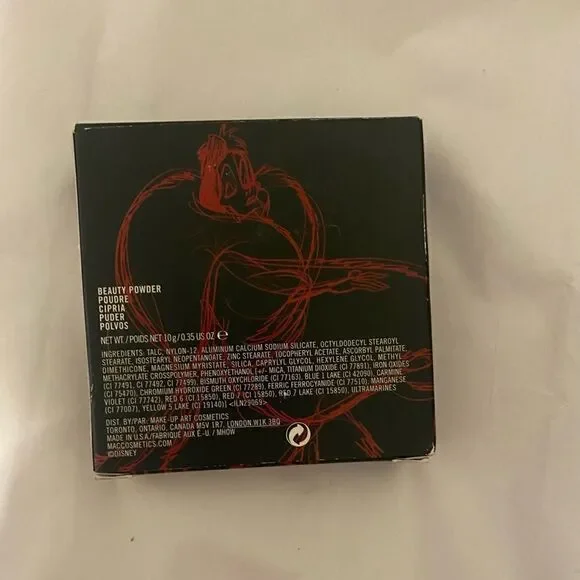 BEAUTY POWDER
POUDRE
CIPRIA
PUDER
POLVOS
NET WT./POIDS NET 10 g/0.35 US OZ ℮
INGREDIENTS: TALC, NYLON-12, ALUMINUM CALCIUM SODIUM SILICATE, OCTYLDODECYL STEAROYL
STEARATE, ISOSTEARYL NEOPENTANOATE, ZINC STEARATE, TOCOPHERYL ACETATE, ASCORBYL PALMITATE,
DIMETHICONE, MAGNESIUM MYRISTATE, SILICA, CAPRYLYL GLYCOL, HEXYLENE GLYCOL, METHYL
METHACRYLATE CROSSPOLYMER, PHENOXYETHANOL [+/- MICA, TITANIUM DIOXIDE (CI 77891), IRON OXIDES
(CI 77491, CI 77492, CI 77499), BISMUTH OXYCHLORIDE (CI 77163), BLUE 1 LAKE (CI 42090), CARMINE
(CI 75470), CHROMIUM HYDROXIDE GREEN (CI 77289), FERRIC FERROCYANIDE (CI 77510), MANGANESE
VIOLET (CI 77742), RED 6 (CI 15850), RED 7 (CI 15850), RED 7 LAKE (CI 15850), ULTRAMARINES
(CI 77007), YELLOW 5 LAKE (CI 19140)] <ILN29059>
DIST. BY/PAR: MAKE-UP ART COSMETICS
TORONTO, ONTARIO, CANADA M5V 1R7, LONDON W1K 3BQ
MADE IN U.S.A./FABRIQUE AUX É.-U. / MHOW
MACCOSMETICS.COM
©DISNEY